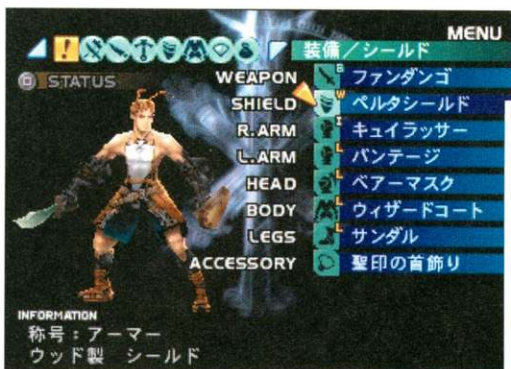 MENU
装備／シールド
STATUS
WEAPON B ファンダンゴ
SHIELD W ペルタシールド
R.ARM I キュイラッサー
L.ARM L バンテージ
HEAD L ベアーマスク
BODY L ウィザードコート
LEGS L サンダル
ACCESSORY 聖印の首飾り
INFORMATION
称号：アーマー
ウッド製 シールド